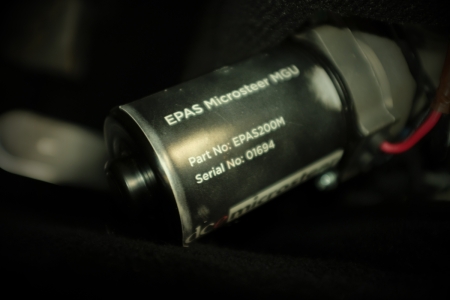 EPAS Microsteer MGU
Part No: EPAS200M
Serial No: 01694